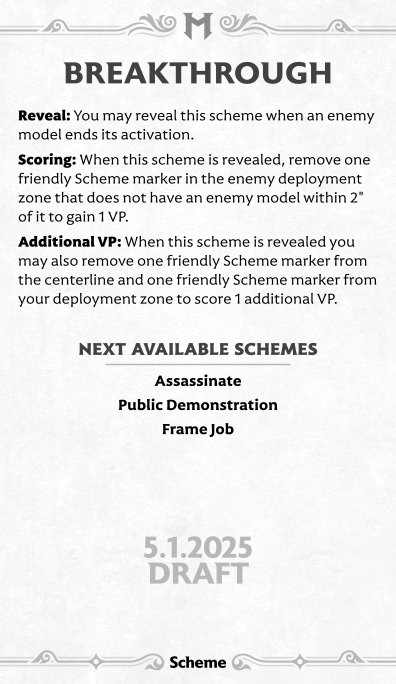 M
BREAKTHROUGH
Reveal: You may reveal this scheme when an enemy
model ends its activation.
Scoring: When this scheme is revealed, remove one
friendly Scheme marker in the enemy deployment
zone that does not have an enemy model within 2"
of it to gain 1 VP.
Additional VP: When this scheme is revealed you
may also remove one friendly Scheme marker from
the centerline and one friendly Scheme marker from
your deployment zone to score 1 additional VP.
NEXT AVAILABLE SCHEMES
Assassinate
Public Demonstration
Frame Job
5.1.2025
DRAFT
Scheme